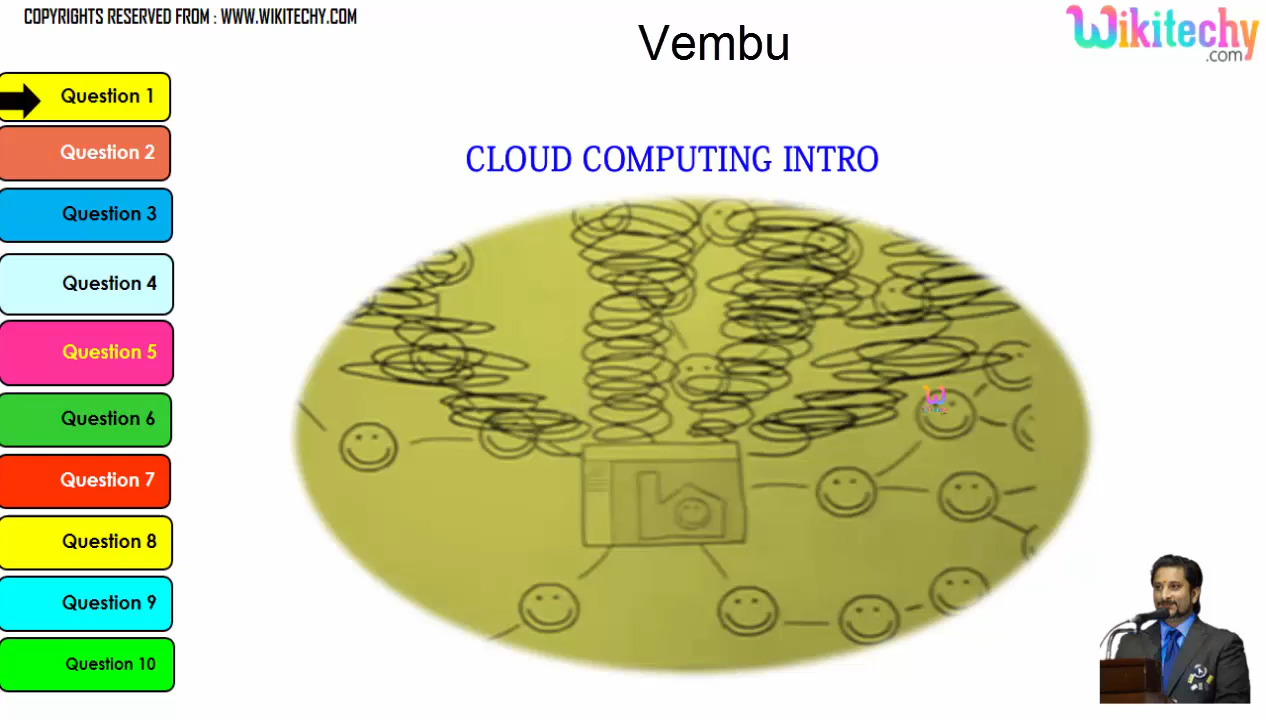 COPYRIGHTS RESERVED FROM : WWW.WIKITECHY.COM
Vembu
Wikitechy
.com
Question 1
Question 2
Question 3
Question 4
Question 5
Question 6
Question 7
Question 8
Question 9
Question 10
CLOUD COMPUTING INTRO